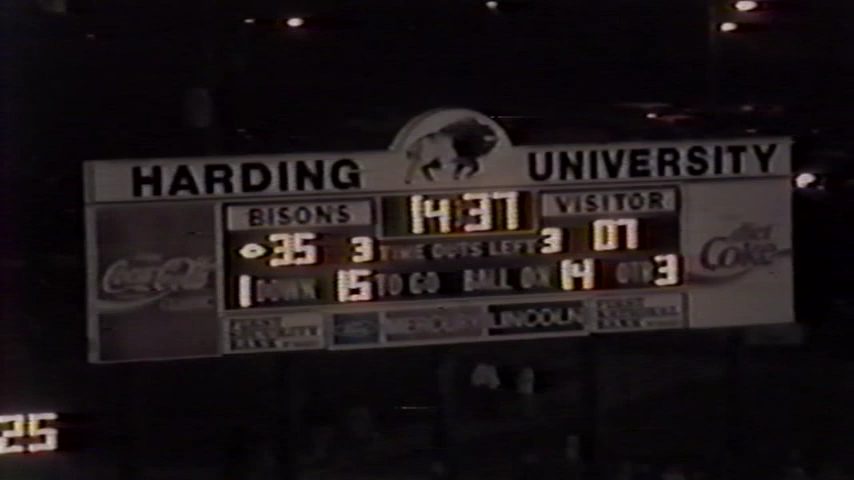 HARDING UNIVERSITY
BISONS 14:37 VISITOR
35 3 TIME OUTS LEFT 3 07
1 DOWN 15 TO GO BALL ON 14 QTR 3
Coca-Cola
diet Coke
MERCURY LINCOLN
25